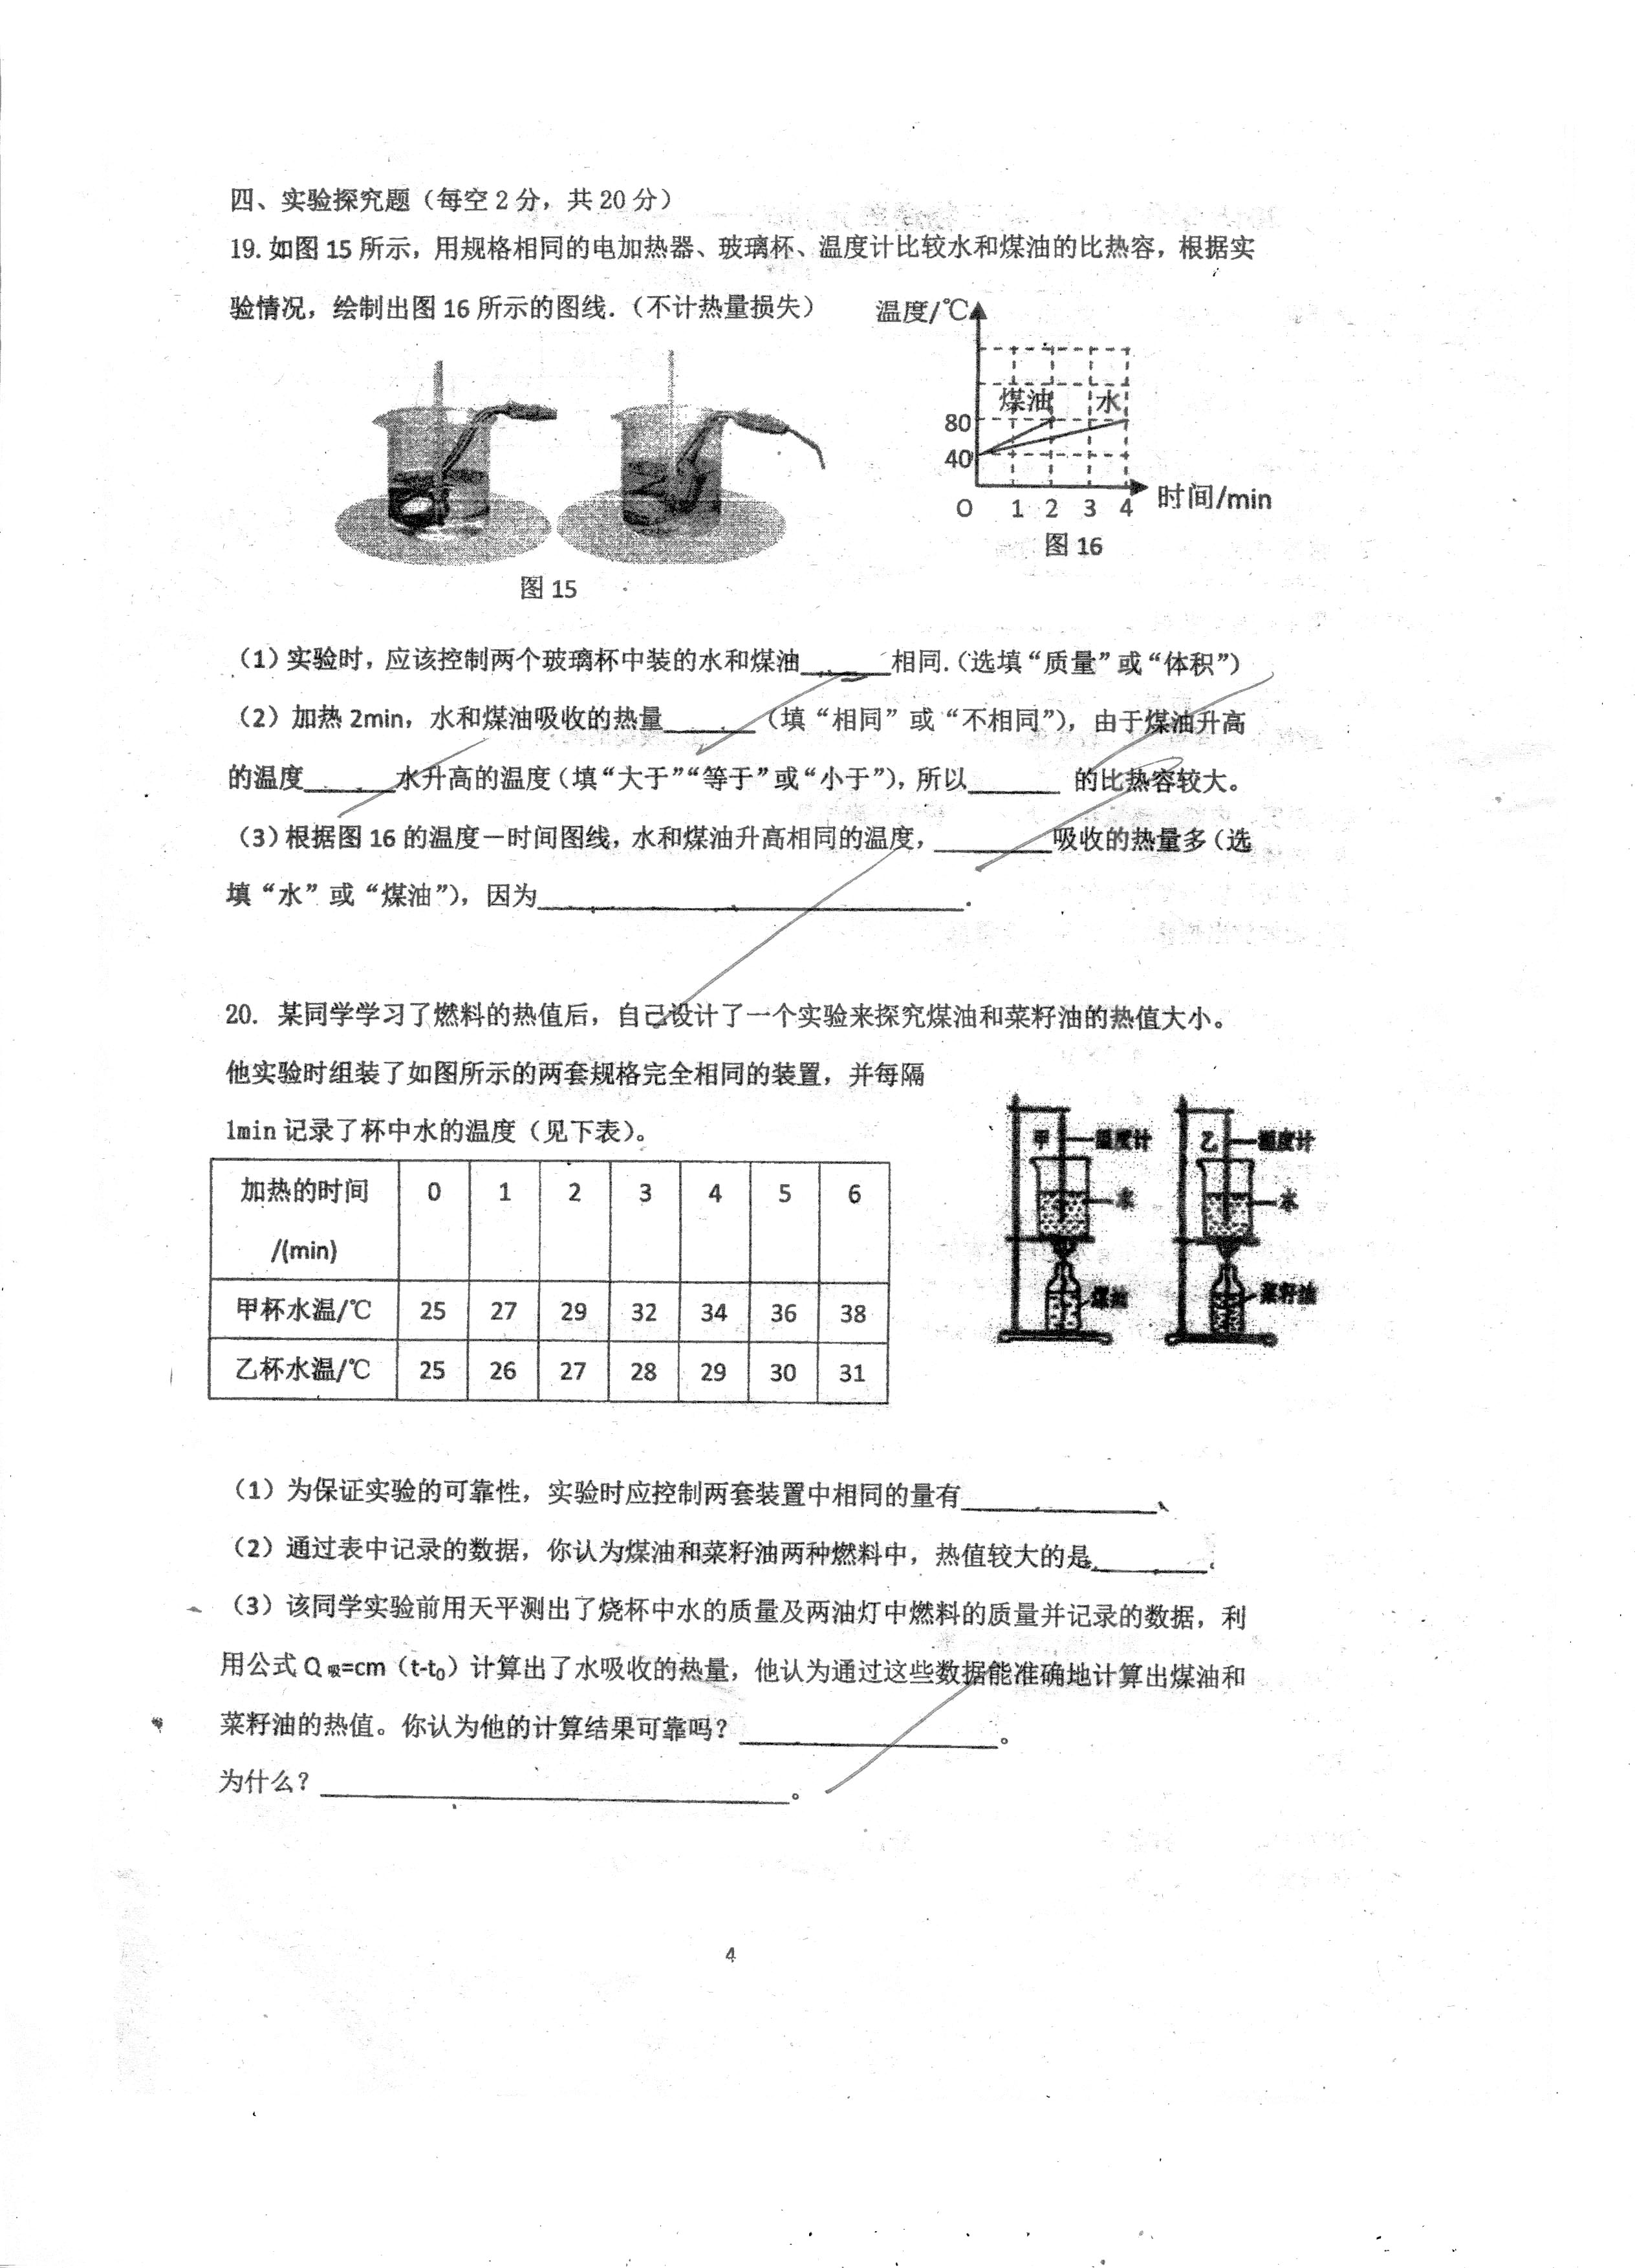 四、实验探究题（每空 2 分，共 20 分）
19. 如图 15 所示，用规格相同的电加热器、玻璃杯、温度计比较水和煤油的比热容，根据实
验情况，绘制出图 16 所示的图线.（不计热量损失）
温度/℃
煤油 水
80
40
O 1 2 3 4 时间/min
图 16
图 15
（1）实验时，应该控制两个玻璃杯中装的水和煤油______相同.（选填“质量”或“体积”）
（2）加热 2min，水和煤油吸收的热量______（填“相同”或“不相同”），由于煤油升高
的温度______水升高的温度（填“大于”“等于”或“小于”），所以______ 的比热容较大。
（3）根据图 16 的温度－时间图线，水和煤油升高相同的温度，________吸收的热量多（选
填“水”或“煤油”），因为____________________________.
20. 某同学学习了燃料的热值后，自己设计了一个实验来探究煤油和菜籽油的热值大小。
他实验时组装了如图所示的两套规格完全相同的装置，并每隔
1min 记录了杯中水的温度（见下表）。
甲 温度计 乙 温度计
水 水
煤油 菜籽油
加热的时间 0 1 2 3 4 5 6
/(min)
甲杯水温/℃ 25 27 29 32 34 36 38
乙杯水温/℃ 25 26 27 28 29 30 31
（1）为保证实验的可靠性，实验时应控制两套装置中相同的量有_____________、
（2）通过表中记录的数据，你认为煤油和菜籽油两种燃料中，热值较大的是________.
（3）该同学实验前用天平测出了烧杯中水的质量及两油灯中燃料的质量并记录的数据，利
用公式 Q吸=cm（t-t₀）计算出了水吸收的热量，他认为通过这些数据能准确地计算出煤油和
菜籽油的热值。你认为他的计算结果可靠吗？_________________。
为什么？_______________________________。
4